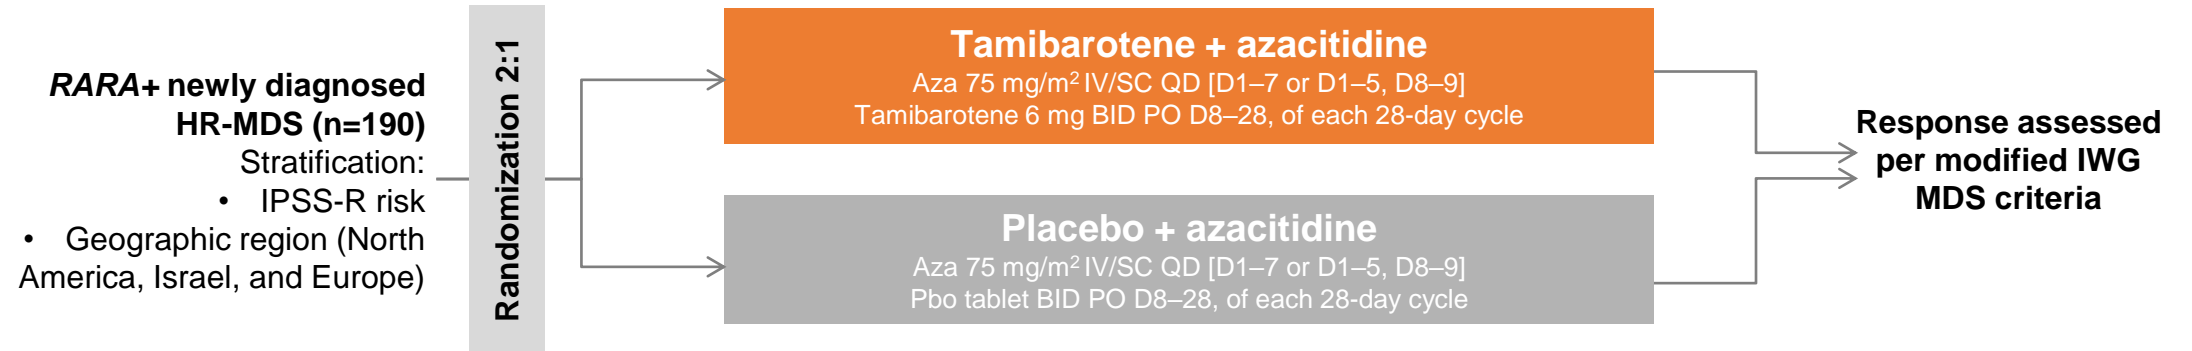 RARA+ newly diagnosed
HR-MDS (n=190)
Stratification:
• IPSS-R risk
• Geographic region (North
America, Israel, and Europe)
Randomization 2:1
Tamibarotene + azacitidine
Aza 75 mg/m² IV/SC QD [D1–7 or D1–5, D8–9]
Tamibarotene 6 mg BID PO D8–28, of each 28-day cycle
Placebo + azacitidine
Aza 75 mg/m² IV/SC QD [D1–7 or D1–5, D8–9]
Pbo tablet BID PO D8–28, of each 28-day cycle
Response assessed
per modified IWG
MDS criteria